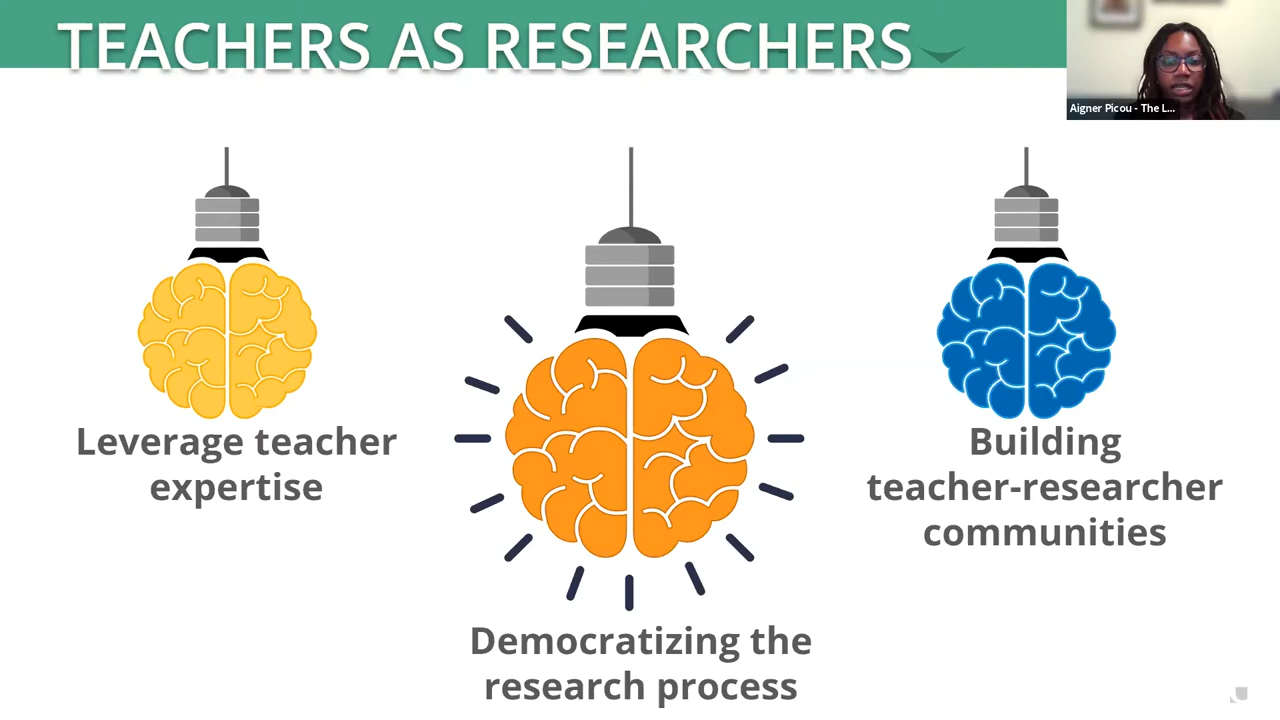 TEACHERS AS RESEARCHERS
Aigner Picou - The L...
Leverage teacher
expertise
Democratizing the
research process
Building
teacher-researcher
communities